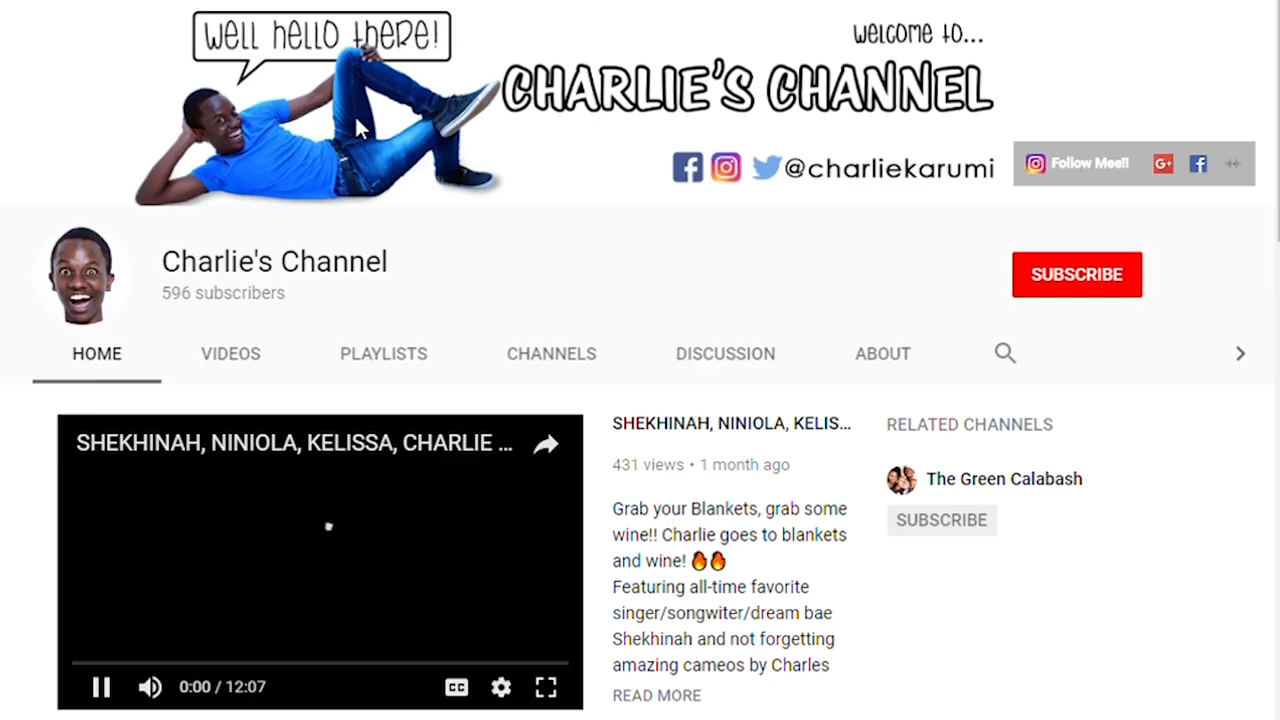 well hello there!
welcome to...
CHARLIE'S CHANNEL
@charliekarumi
Follow Mee!!
G+
Charlie's Channel
596 subscribers
SUBSCRIBE
HOME
VIDEOS
PLAYLISTS
CHANNELS
DISCUSSION
ABOUT
SHEKHINAH, NINIOLA, KELISSA, CHARLIE ...
0:00 / 12:07
CC
SHEKHINAH, NINIOLA, KELIS...
431 views • 1 month ago
Grab your Blankets, grab some
wine!! Charlie goes to blankets
and wine! 🔥🔥
Featuring all-time favorite
singer/songwiter/dream bae
Shekhinah and not forgetting
amazing cameos by Charles
READ MORE
RELATED CHANNELS
The Green Calabash
SUBSCRIBE